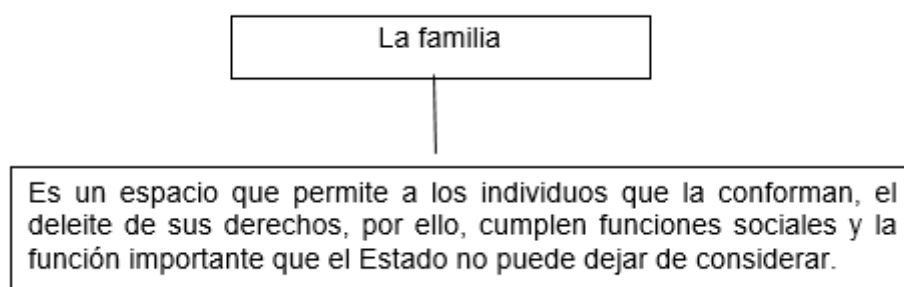 La familia
Es un espacio que permite a los individuos que la conforman, el
deleite de sus derechos, por ello, cumplen funciones sociales y la
función importante que el Estado no puede dejar de considerar.